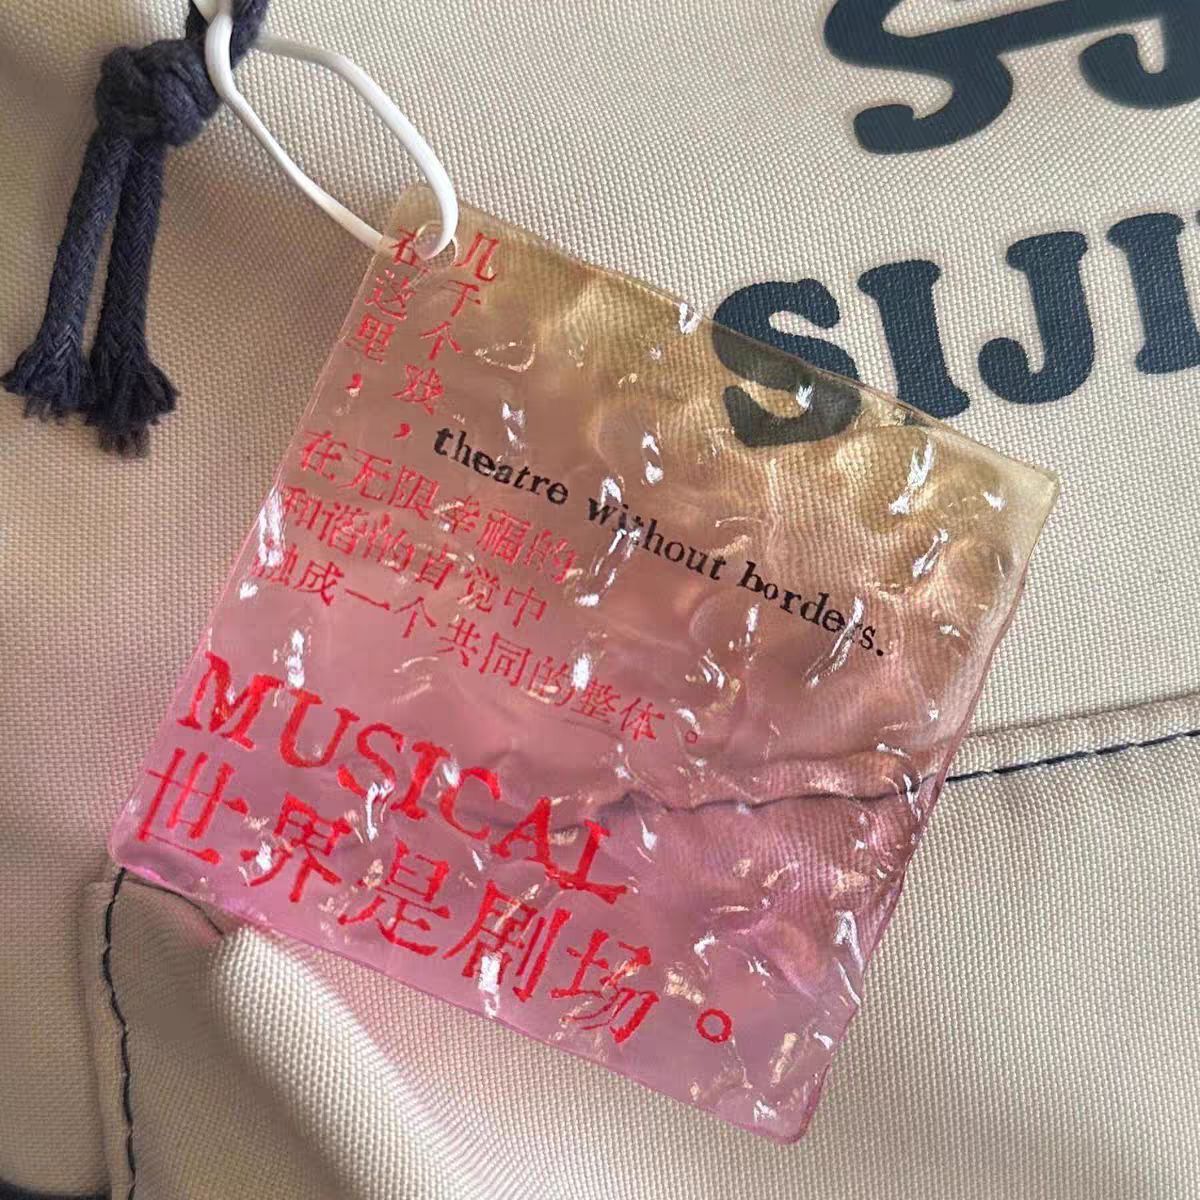 在这里，
几千个戏，
theatre without borders.
在无限幸福的
和谐的直觉中
融成一个共同的整体。
MUSICAL
世界是剧场。
SIJI